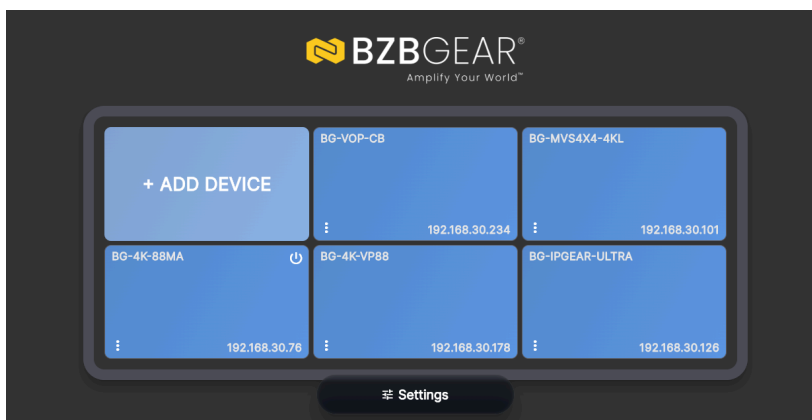 BZBGEAR®
Amplify Your World™
+ ADD DEVICE
BG-VOP-CB
192.168.30.234
BG-MVS4X4-4KL
192.168.30.101
BG-4K-88MA
192.168.30.76
BG-4K-VP88
192.168.30.178
BG-IPGEAR-ULTRA
192.168.30.126
Settings